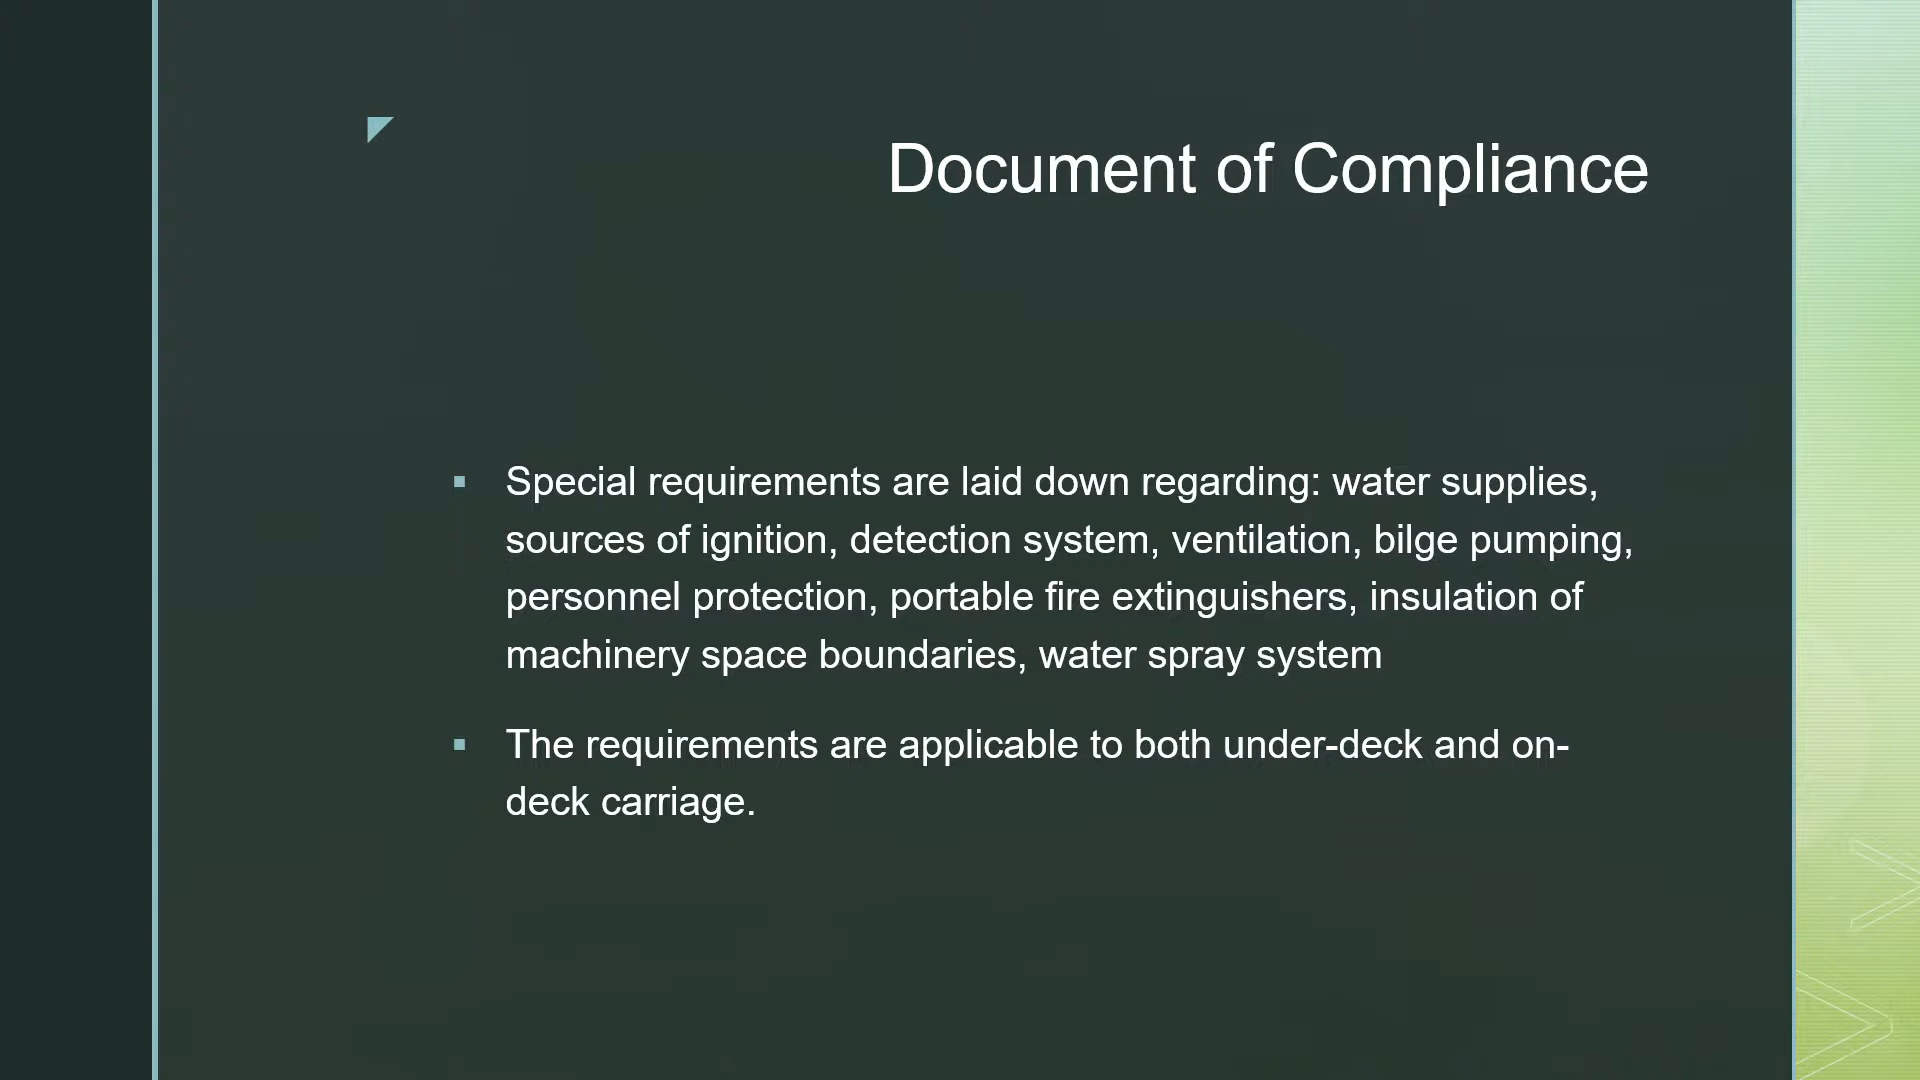 Document of Compliance
Special requirements are laid down regarding: water supplies,
sources of ignition, detection system, ventilation, bilge pumping,
personnel protection, portable fire extinguishers, insulation of
machinery space boundaries, water spray system
The requirements are applicable to both under-deck and on-
deck carriage.